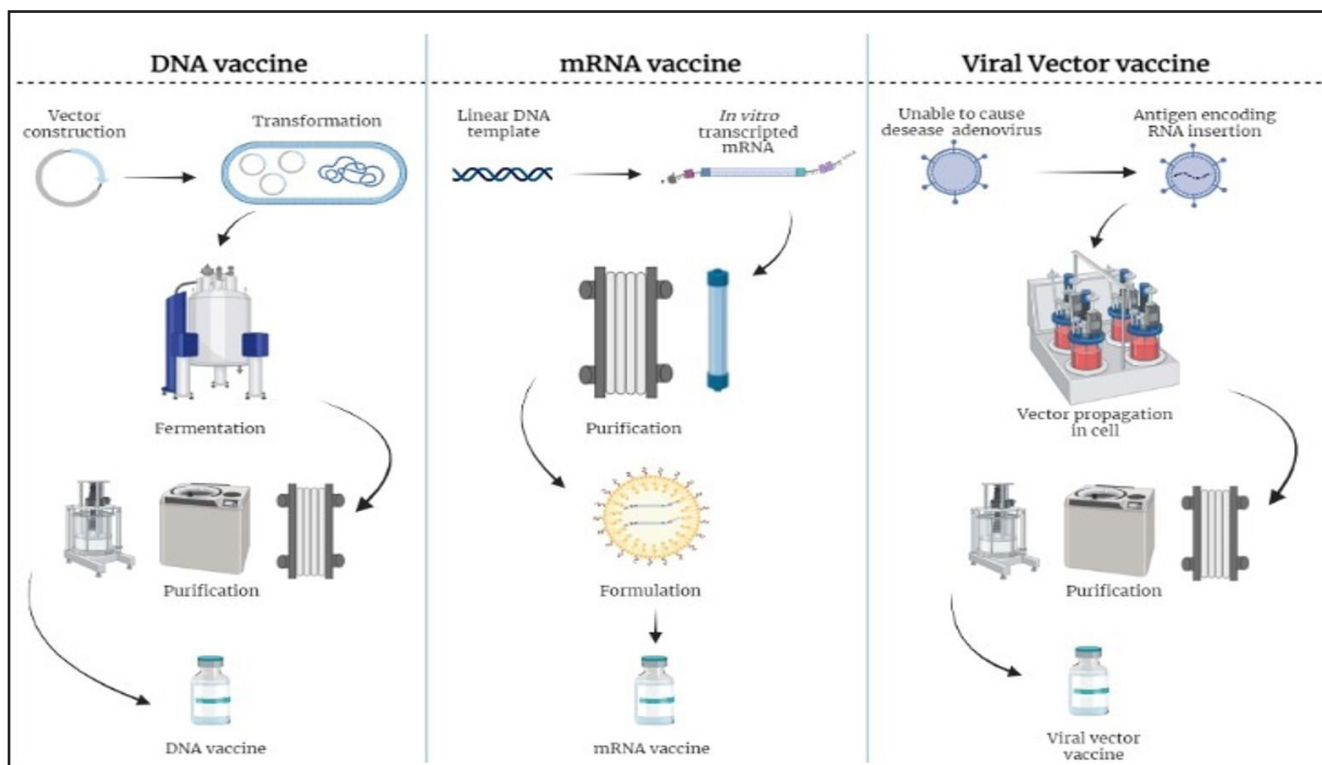 DNA vaccine
Vector
construction
Transformation
Fermentation
Purification
DNA vaccine
mRNA vaccine
Linear DNA
template
In vitro
transcripted
mRNA
Purification
Formulation
mRNA vaccine
Viral Vector vaccine
Unable to cause
desease adenovirus
Antigen encoding
RNA insertion
Vector propagation
in cell
Purification
Viral vector
vaccine